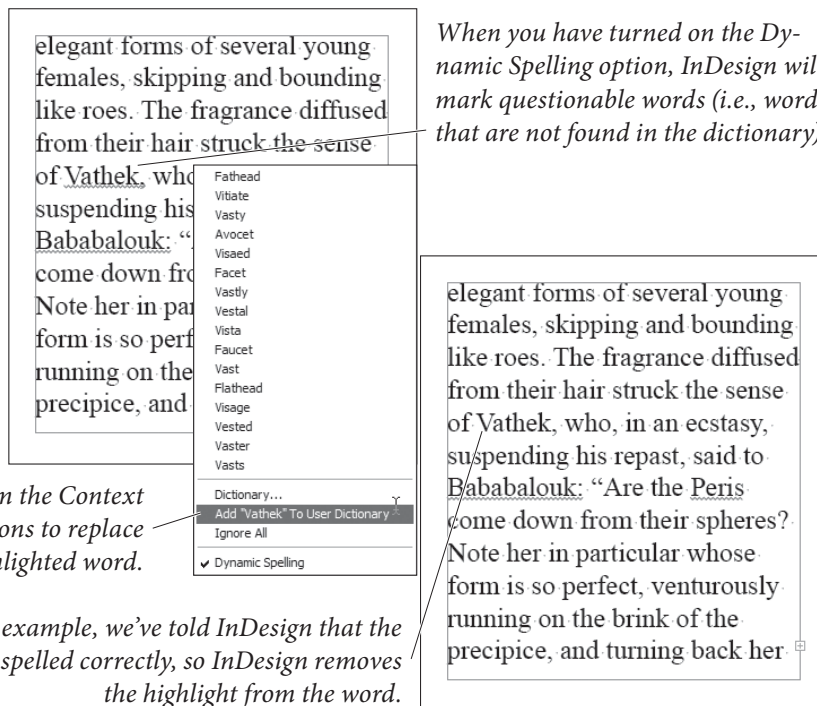 When you have turned on the Dy-
namic Spelling option, InDesign wil
mark questionable words (i.e., word
that are not found in the dictionary)
elegant forms of several young
females, skipping and bounding
like roes. The fragrance diffused
from their hair struck the sense
of Vathek, who
suspending his
Bababalouk: “
come down fro
Note her in par
form is so perf
running on the
precipice, and
Fathead
Vitiate
Vasty
Avocet
Visaed
Facet
Vastly
Vestal
Vista
Faucet
Vast
Flathead
Visage
Vested
Vaster
Vasts
Dictionary...
Add "Vathek" To User Dictionary
Ignore All
Dynamic Spelling
n the Context
ons to replace
lighted word.
example, we’ve told InDesign that the
spelled correctly, so InDesign removes
the highlight from the word.
elegant forms of several young
females, skipping and bounding
like roes. The fragrance diffused
from their hair struck the sense
of Vathek, who, in an ecstasy,
suspending his repast, said to
Bababalouk: “Are the Peris
come down from their spheres?
Note her in particular whose
form is so perfect, venturously
running on the brink of the
precipice, and turning back her